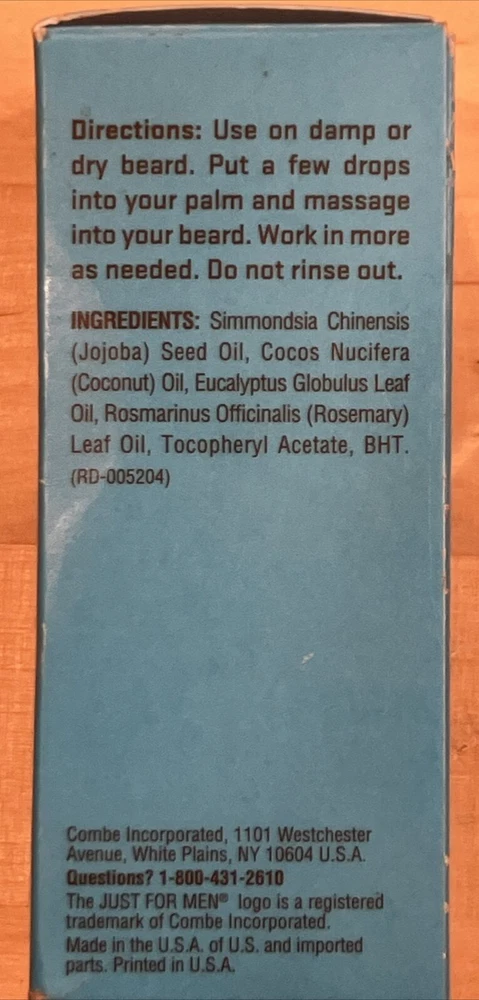 Directions: Use on damp or
dry beard. Put a few drops
into your palm and massage
into your beard. Work in more
as needed. Do not rinse out.
INGREDIENTS: Simmondsia Chinensis
(Jojoba) Seed Oil, Cocos Nucifera
(Coconut) Oil, Eucalyptus Globulus Leaf
Oil, Rosmarinus Officinalis (Rosemary)
Leaf Oil, Tocopheryl Acetate, BHT.
(RD-005204)
Combe Incorporated, 1101 Westchester
Avenue, White Plains, NY 10604 U.S.A.
Questions? 1-800-431-2610
The JUST FOR MEN® logo is a registered
trademark of Combe Incorporated.
Made in the U.S.A. of U.S. and imported
parts. Printed in U.S.A.